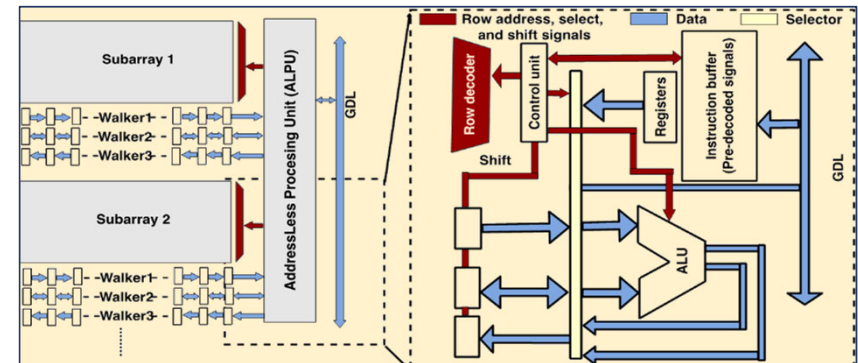 Row address, select,
and shift signals
Data
Selector
Subarray 1
Walker1
Walker2
Walker3
Subarray 2
Walker1
Walker2
Walker3
AddressLess Procesing Unit (ALPU)
GDL
Row decoder
Control unit
Registers
Instruction buffer
(Pre-decoded signals)
GDL
Shift
ALU